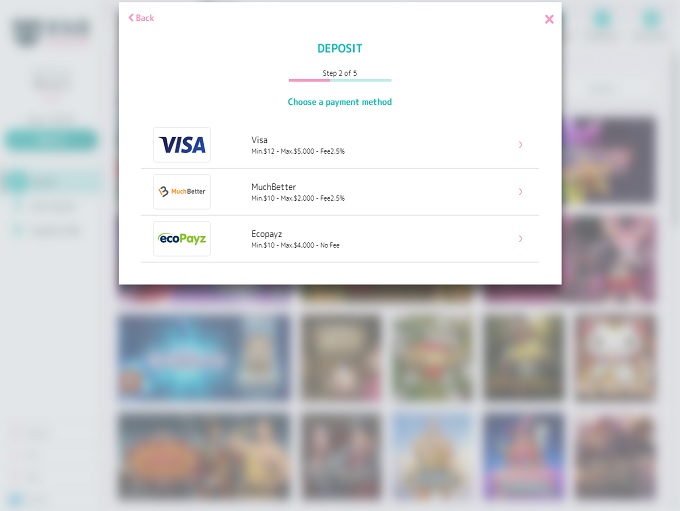 Back
DEPOSIT
Step 2 of 5
Choose a payment method
VISA
Visa
Min.$12 - Max.$5,000 - Fee2.5%
MuchBetter
MuchBetter
Min.$10 - Max.$2,000 - Fee2.5%
ecoPayz
Ecopayz
Min.$10 - Max.$4,000 - No Fee